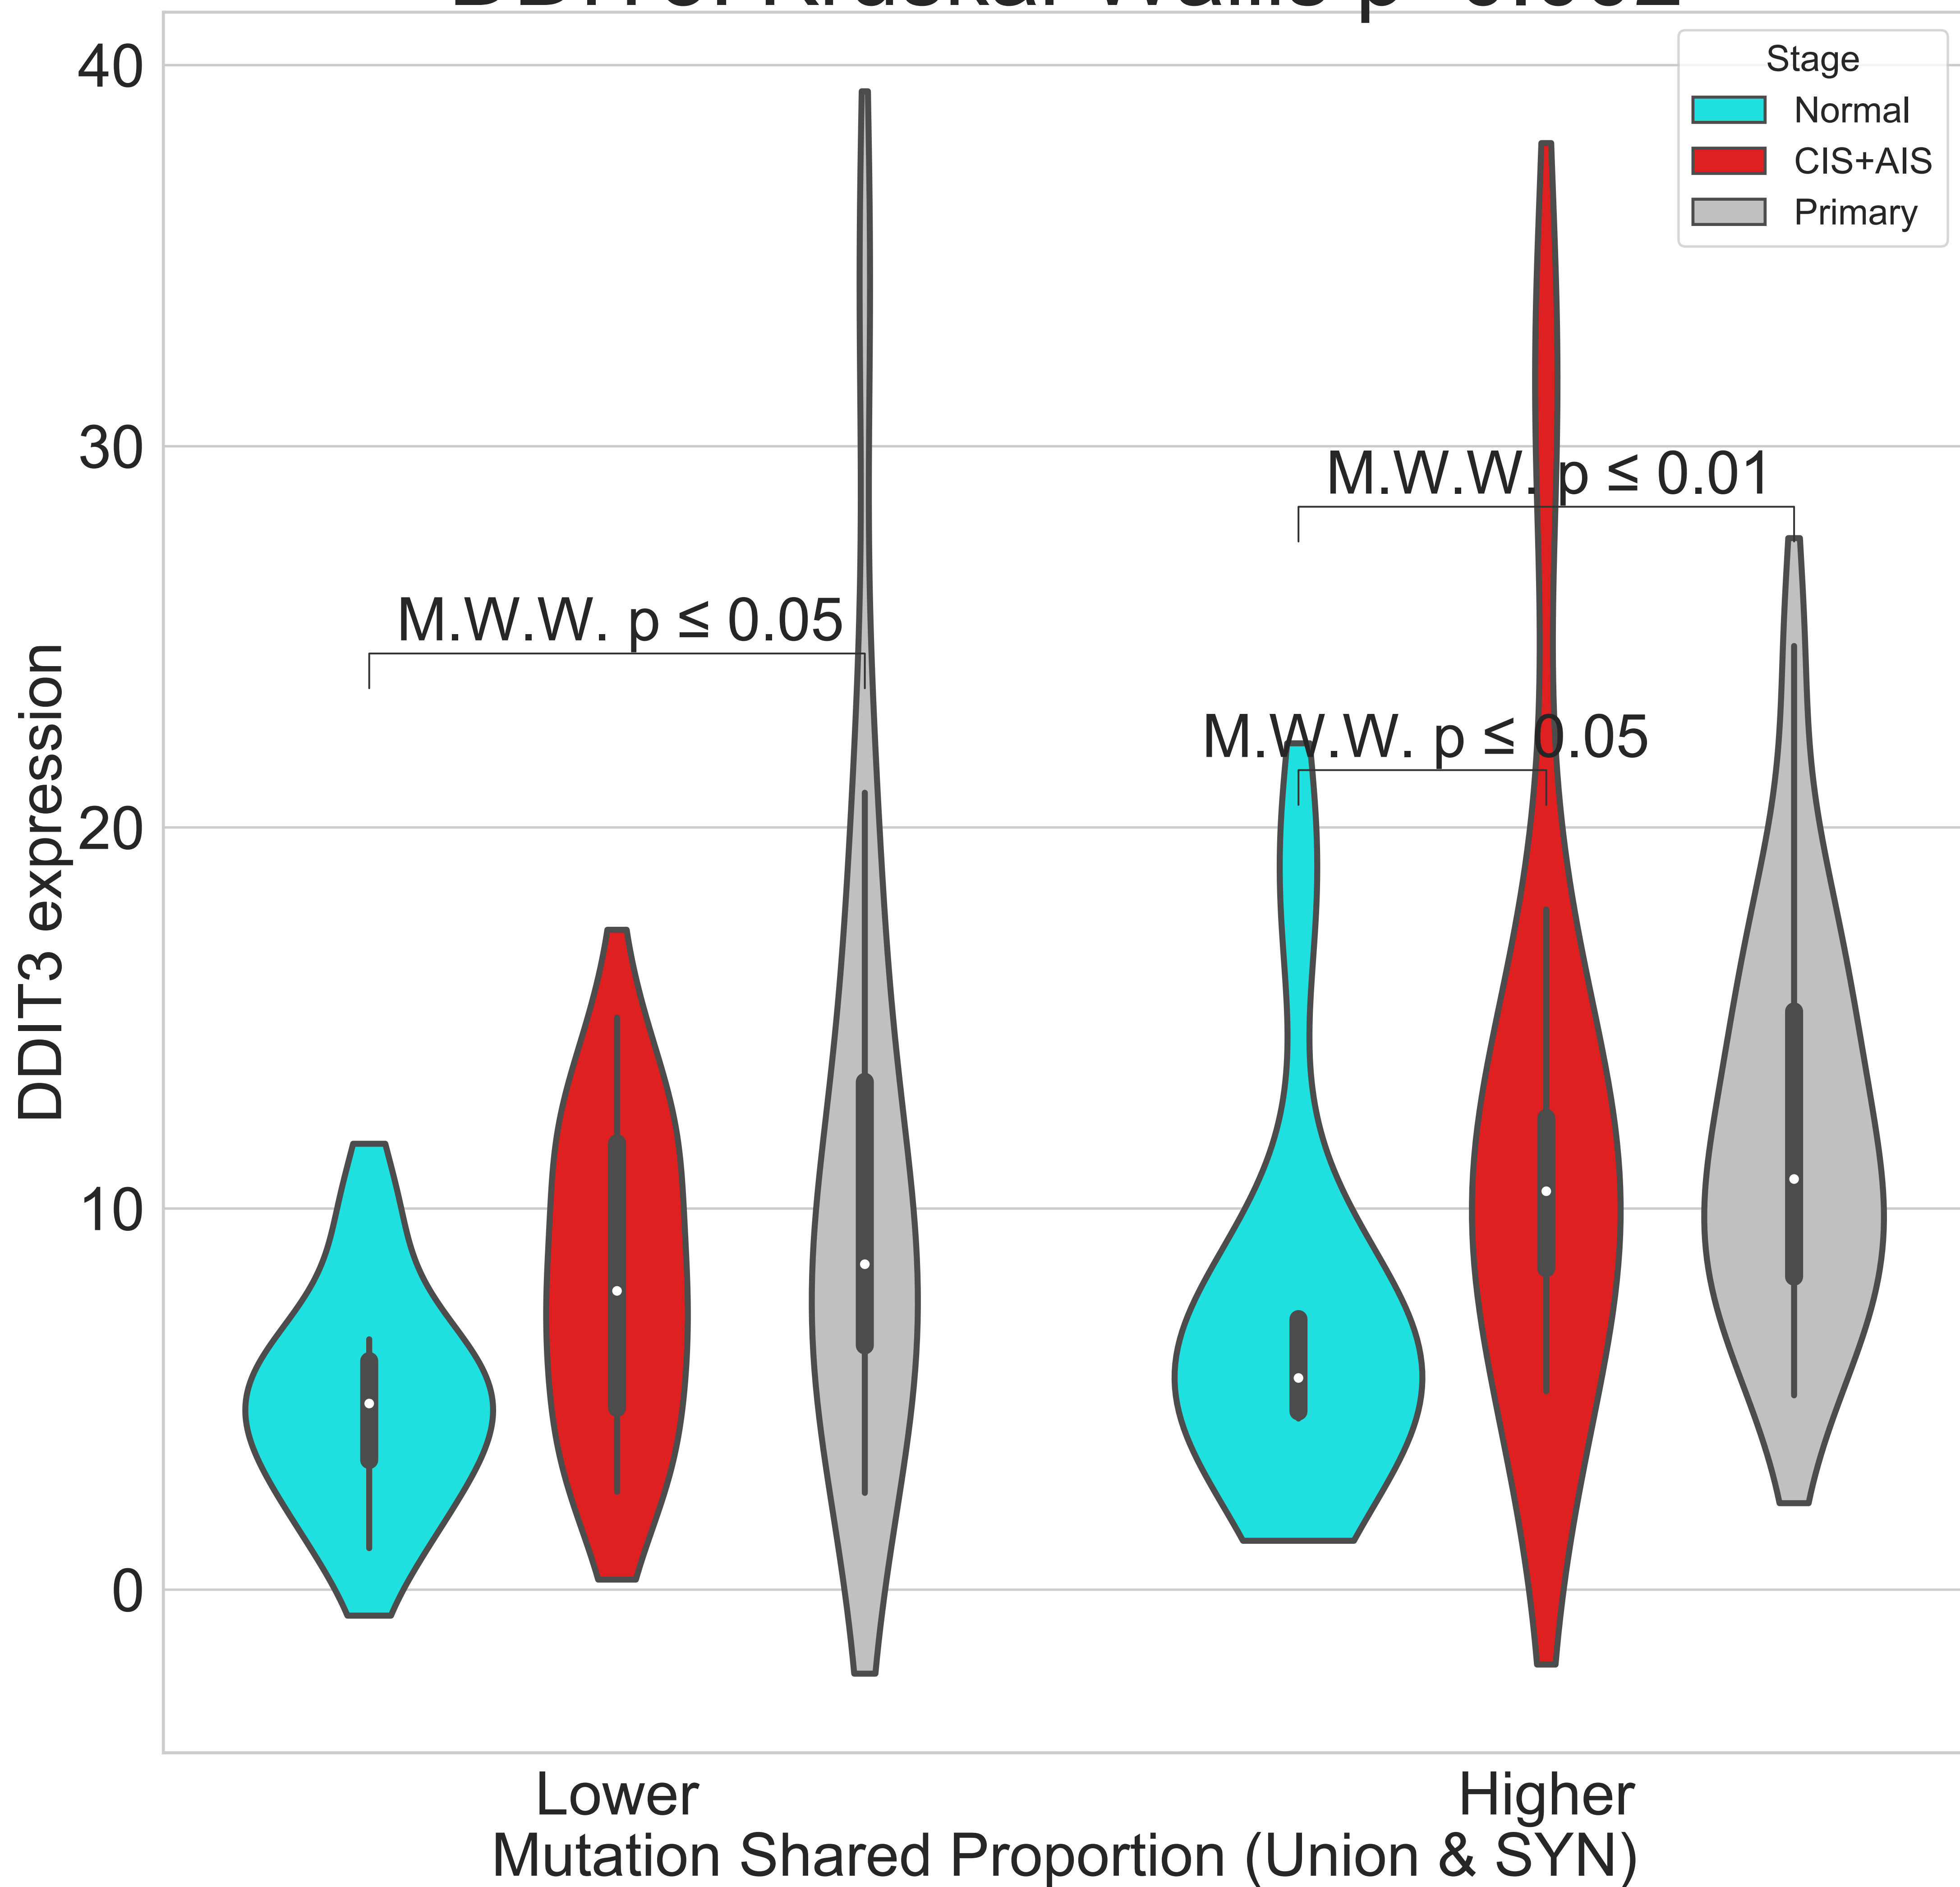 Stage
Normal
CIS+AIS
Primary
40
30
20
10
0
DDIT3 expression
M.W.W. p ≤ 0.01
M.W.W. p ≤ 0.05
M.W.W. p ≤ 0.05
Lower
Higher
Mutation Shared Proportion (Union & SYN)